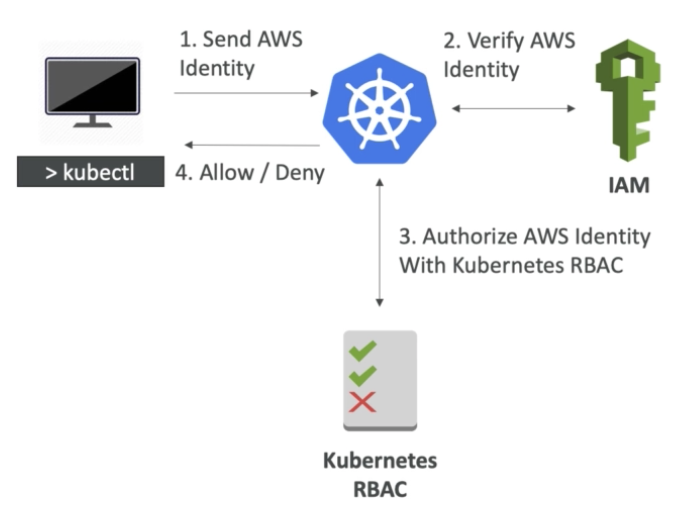 1. Send AWS
Identity
2. Verify AWS
Identity
> kubectl
4. Allow / Deny
IAM
3. Authorize AWS Identity
With Kubernetes RBAC
Kubernetes
RBAC